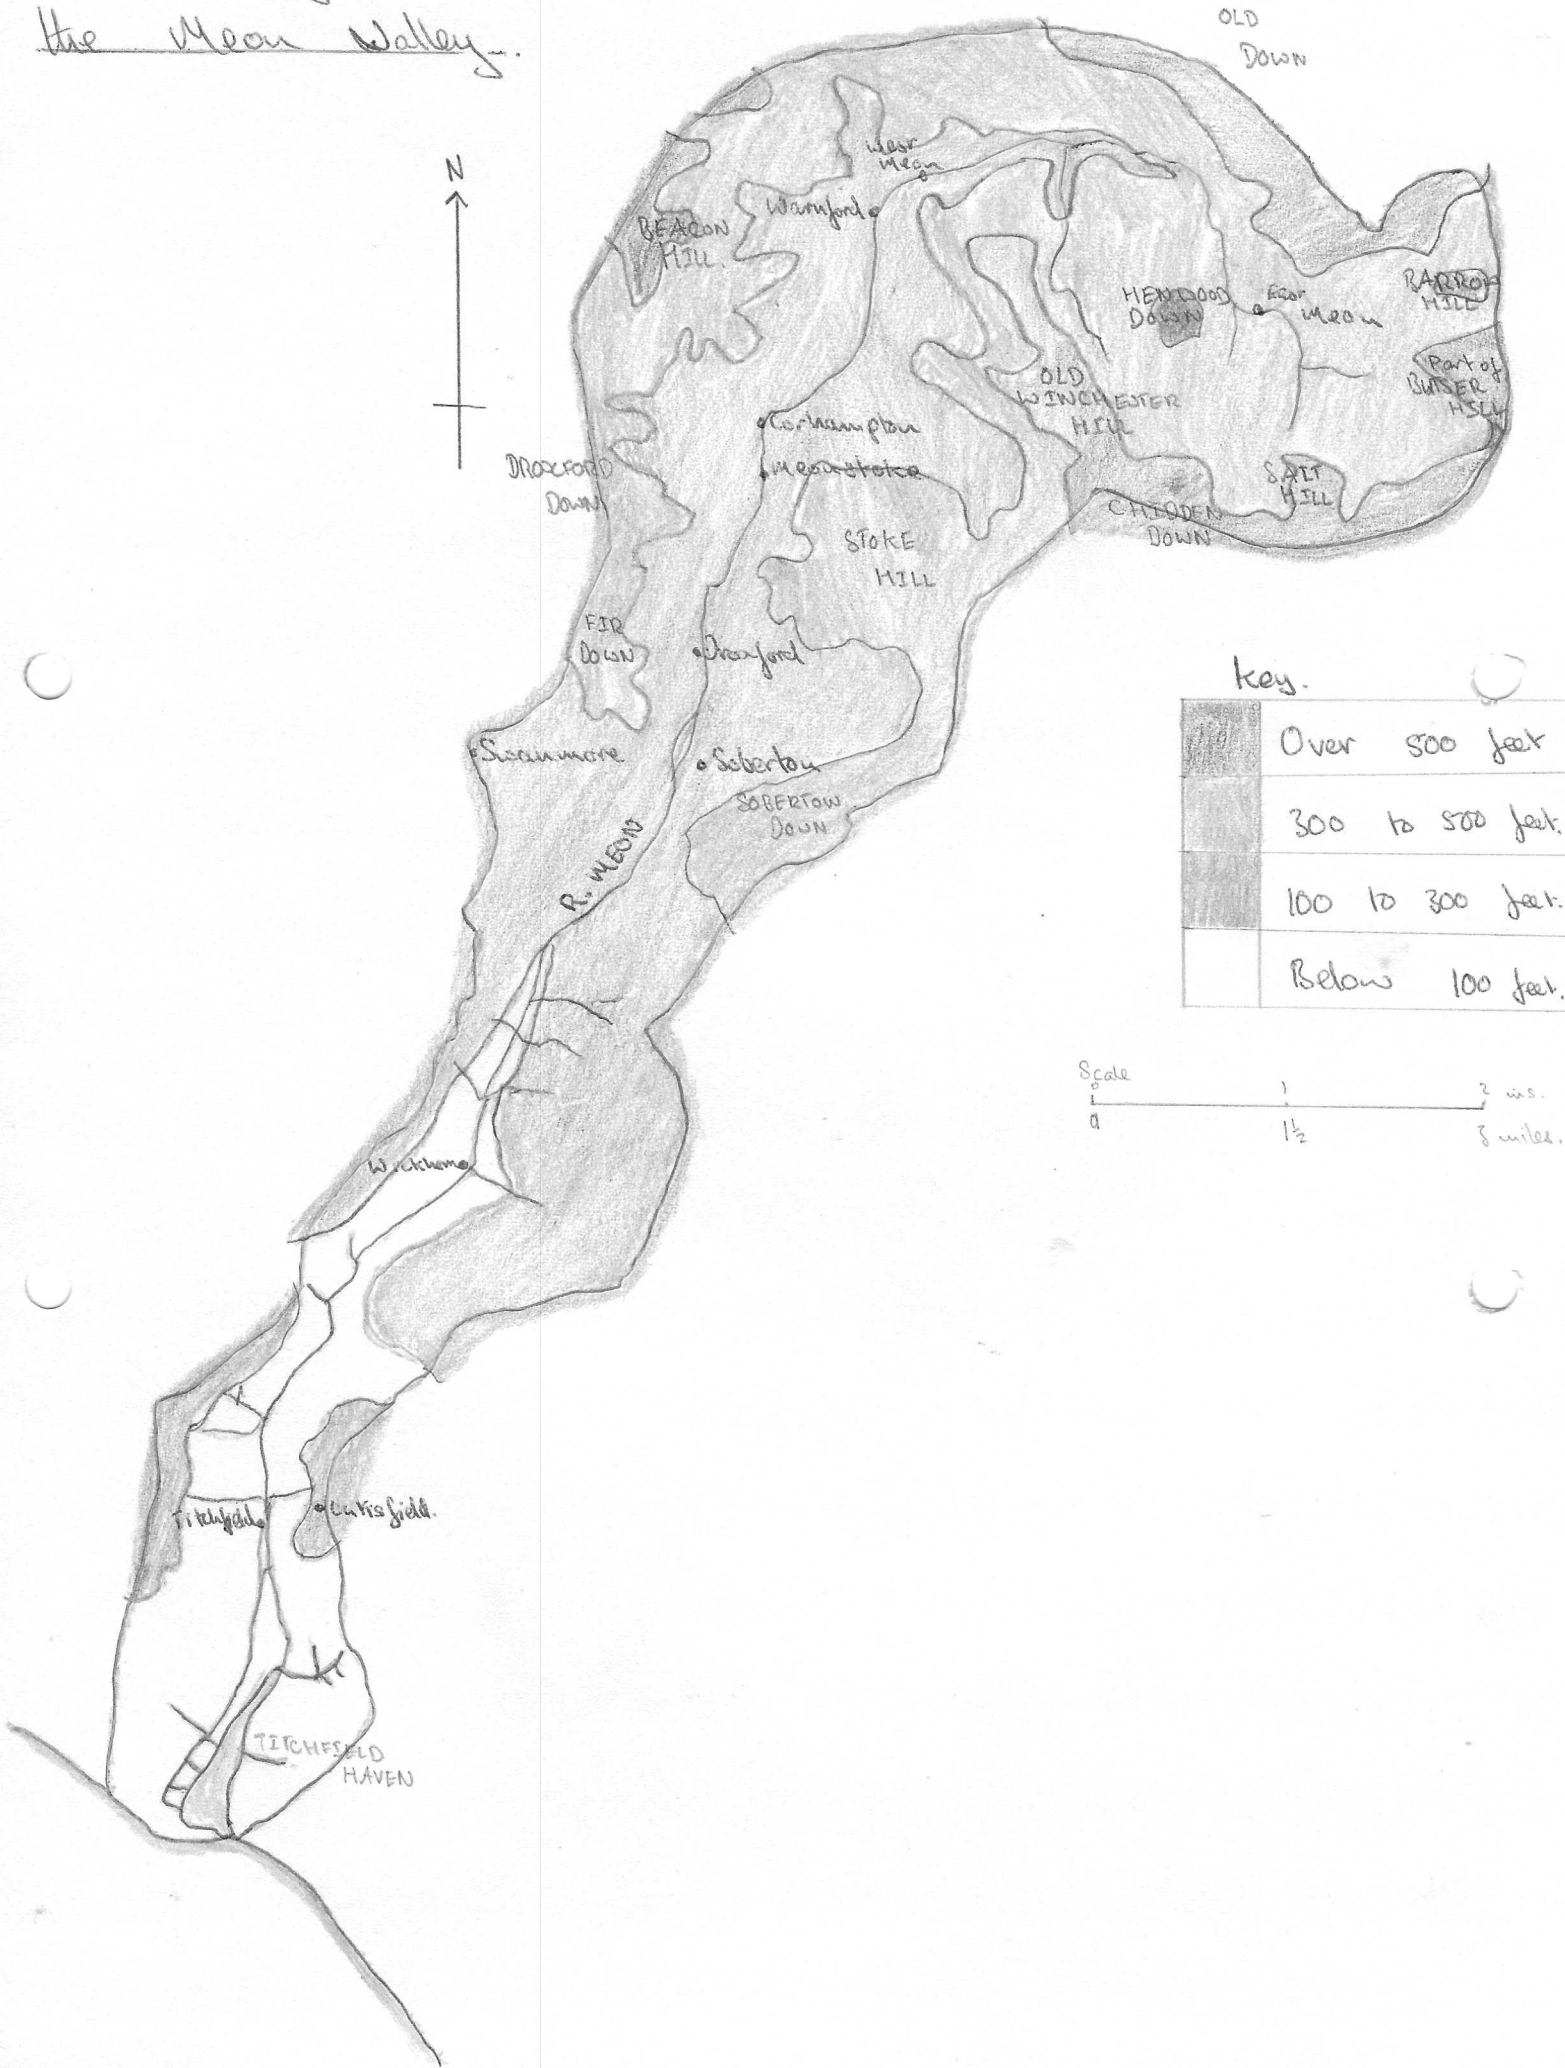 the Meon Valley.
OLD
DOWN
N
West
Meon
Warnford
BEACON
HILL.
HENWOOD
DOWN
East
Meon
BARROW
HILL
Part of
BUTSER
HILL
OLD
WINCHESTER
HILL
Corhampton
Meonstoke
DROXFORD
DOWN
SALT
HILL
CHIDDEN
DOWN
STOKE
HILL
FIR
DOWN
Droxford
Key.
Over 500 feet
300 to 500 feet.
100 to 300 feet.
Below 100 feet.
Swanmore
Soberton
SOBERTOW
DOWN
R. MEON
Scale
0 1 2 ins.
0 1½ 3 miles.
Wickham
Titchfield
Catisfield.
TITCHFIELD
HAVEN